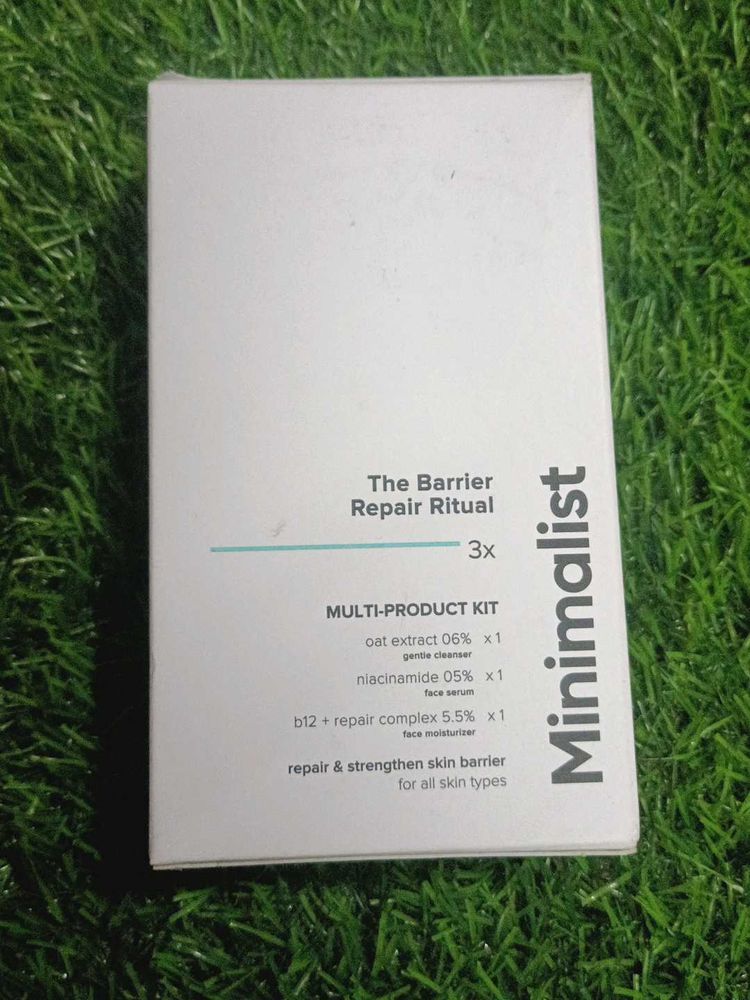 The Barrier
Repair Ritual
3x
MULTI-PRODUCT KIT
oat extract 06% x 1
gentle cleanser
niacinamide 05% x 1
face serum
b12 + repair complex 5.5% x 1
face moisturizer
repair & strengthen skin barrier
for all skin types
Minimalist